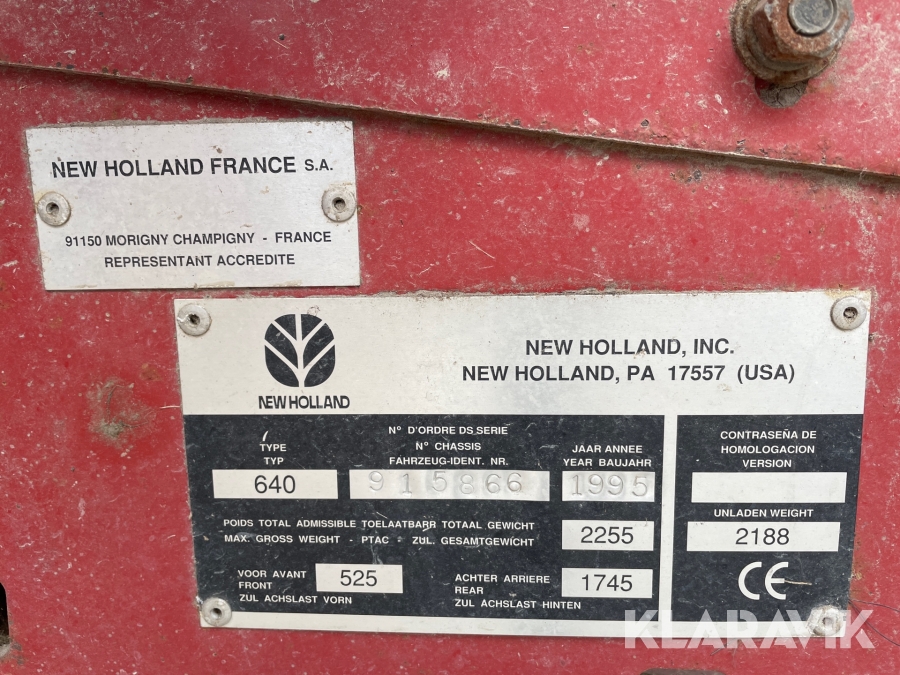 NEW HOLLAND FRANCE S.A.
91150 MORIGNY CHAMPIGNY - FRANCE
REPRESENTANT ACCREDITE
NEW HOLLAND
NEW HOLLAND, INC.
NEW HOLLAND, PA 17557 (USA)
TYPE
TYP
640
Nº D'ORDRE DS SERIE
Nº CHASSIS
FAHRZEUG-IDENT. NR.
915866
JAAR ANNEE
YEAR BAUJAHR
1995
CONTRASEÑA DE
HOMOLOGACION
VERSION
POIDS TOTAL ADMISSIBLE TOELAATBARR TOTAAL GEWICHT
MAX. GROSS WEIGHT - PTAC - ZUL. GESAMTGEWICHT
2255
UNLADEN WEIGHT
2188
VOOR AVANT
FRONT
ZUL ACHSLAST VORN
525
ACHTER ARRIERE
REAR
ZUL ACHSLAST HINTEN
1745
CE
KLARAVIK